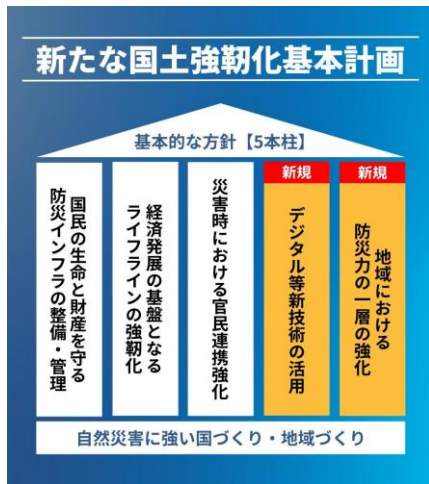 新たな国土強靭化基本計画
基本的な方針【5本柱】
国民の生命と財産を守る
防災インフラの整備・管理
経済発展の基盤となる
ライフラインの強靭化
災害時における官民連携強化
新規
デジタル等新技術の活用
新規
地域における
防災力の一層の強化
自然災害に強い国づくり・地域づくり